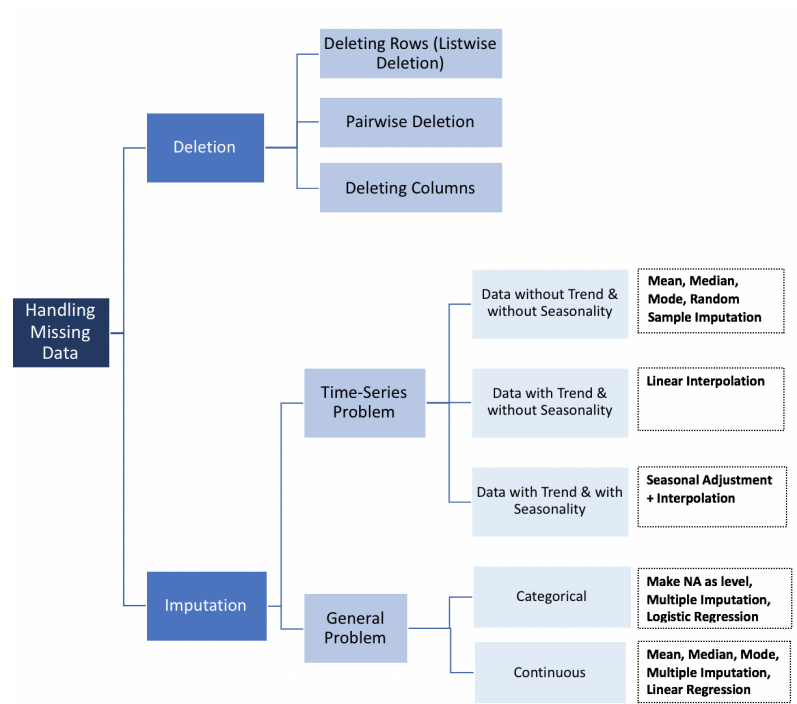 Deleting Rows (Listwise
Deletion)
Deletion
Pairwise Deletion
Deleting Columns
Handling
Missing
Data
Data without Trend &
without Seasonality
Mean, Median,
Mode, Random
Sample Imputation
Time-Series
Problem
Data with Trend &
without Seasonality
Linear Interpolation
Data with Trend & with
Seasonality
Seasonal Adjustment
+ Interpolation
Imputation
General
Problem
Categorical
Make NA as level,
Multiple Imputation,
Logistic Regression
Continuous
Mean, Median, Mode,
Multiple Imputation,
Linear Regression